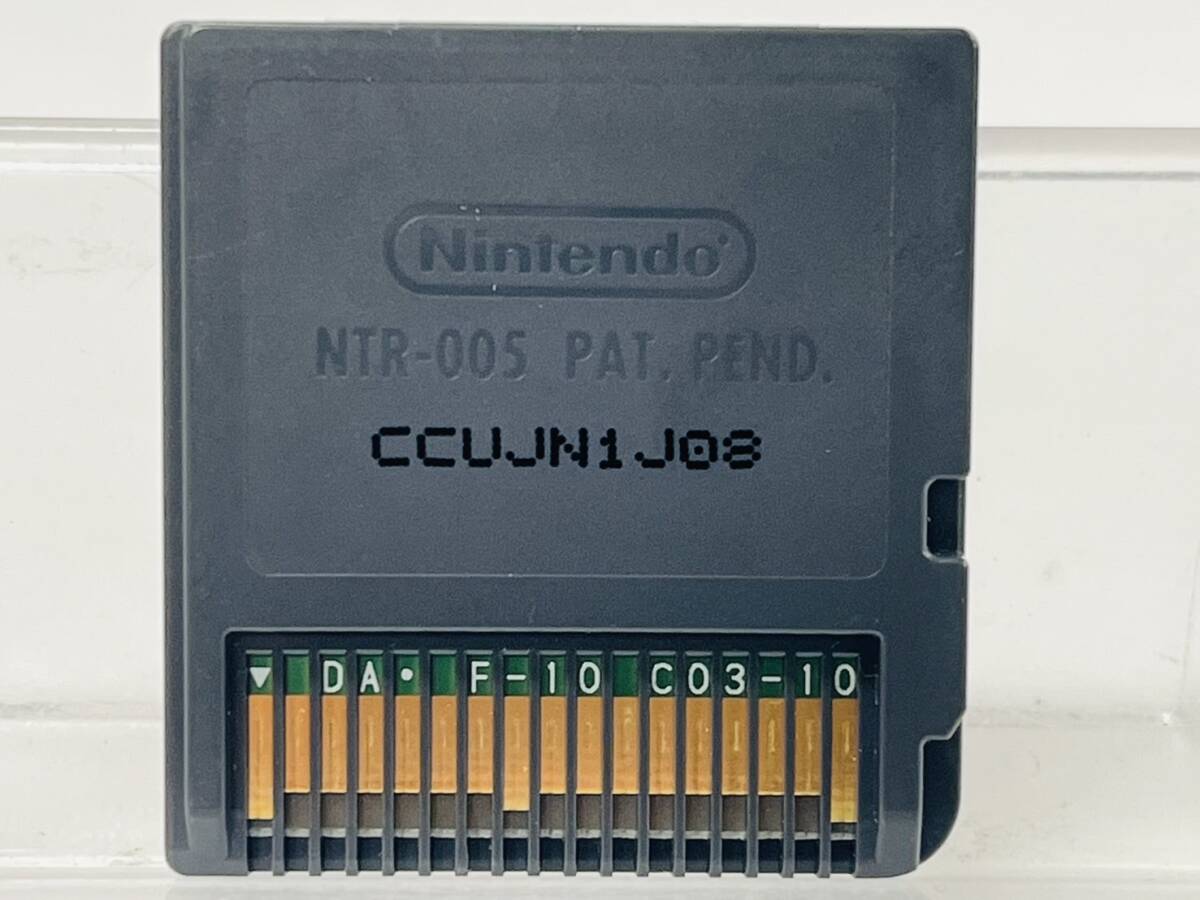 Nintendo
NTR-005 PAT. PEND.
CCUJN1J08
▼ DA• F-10 C03-10